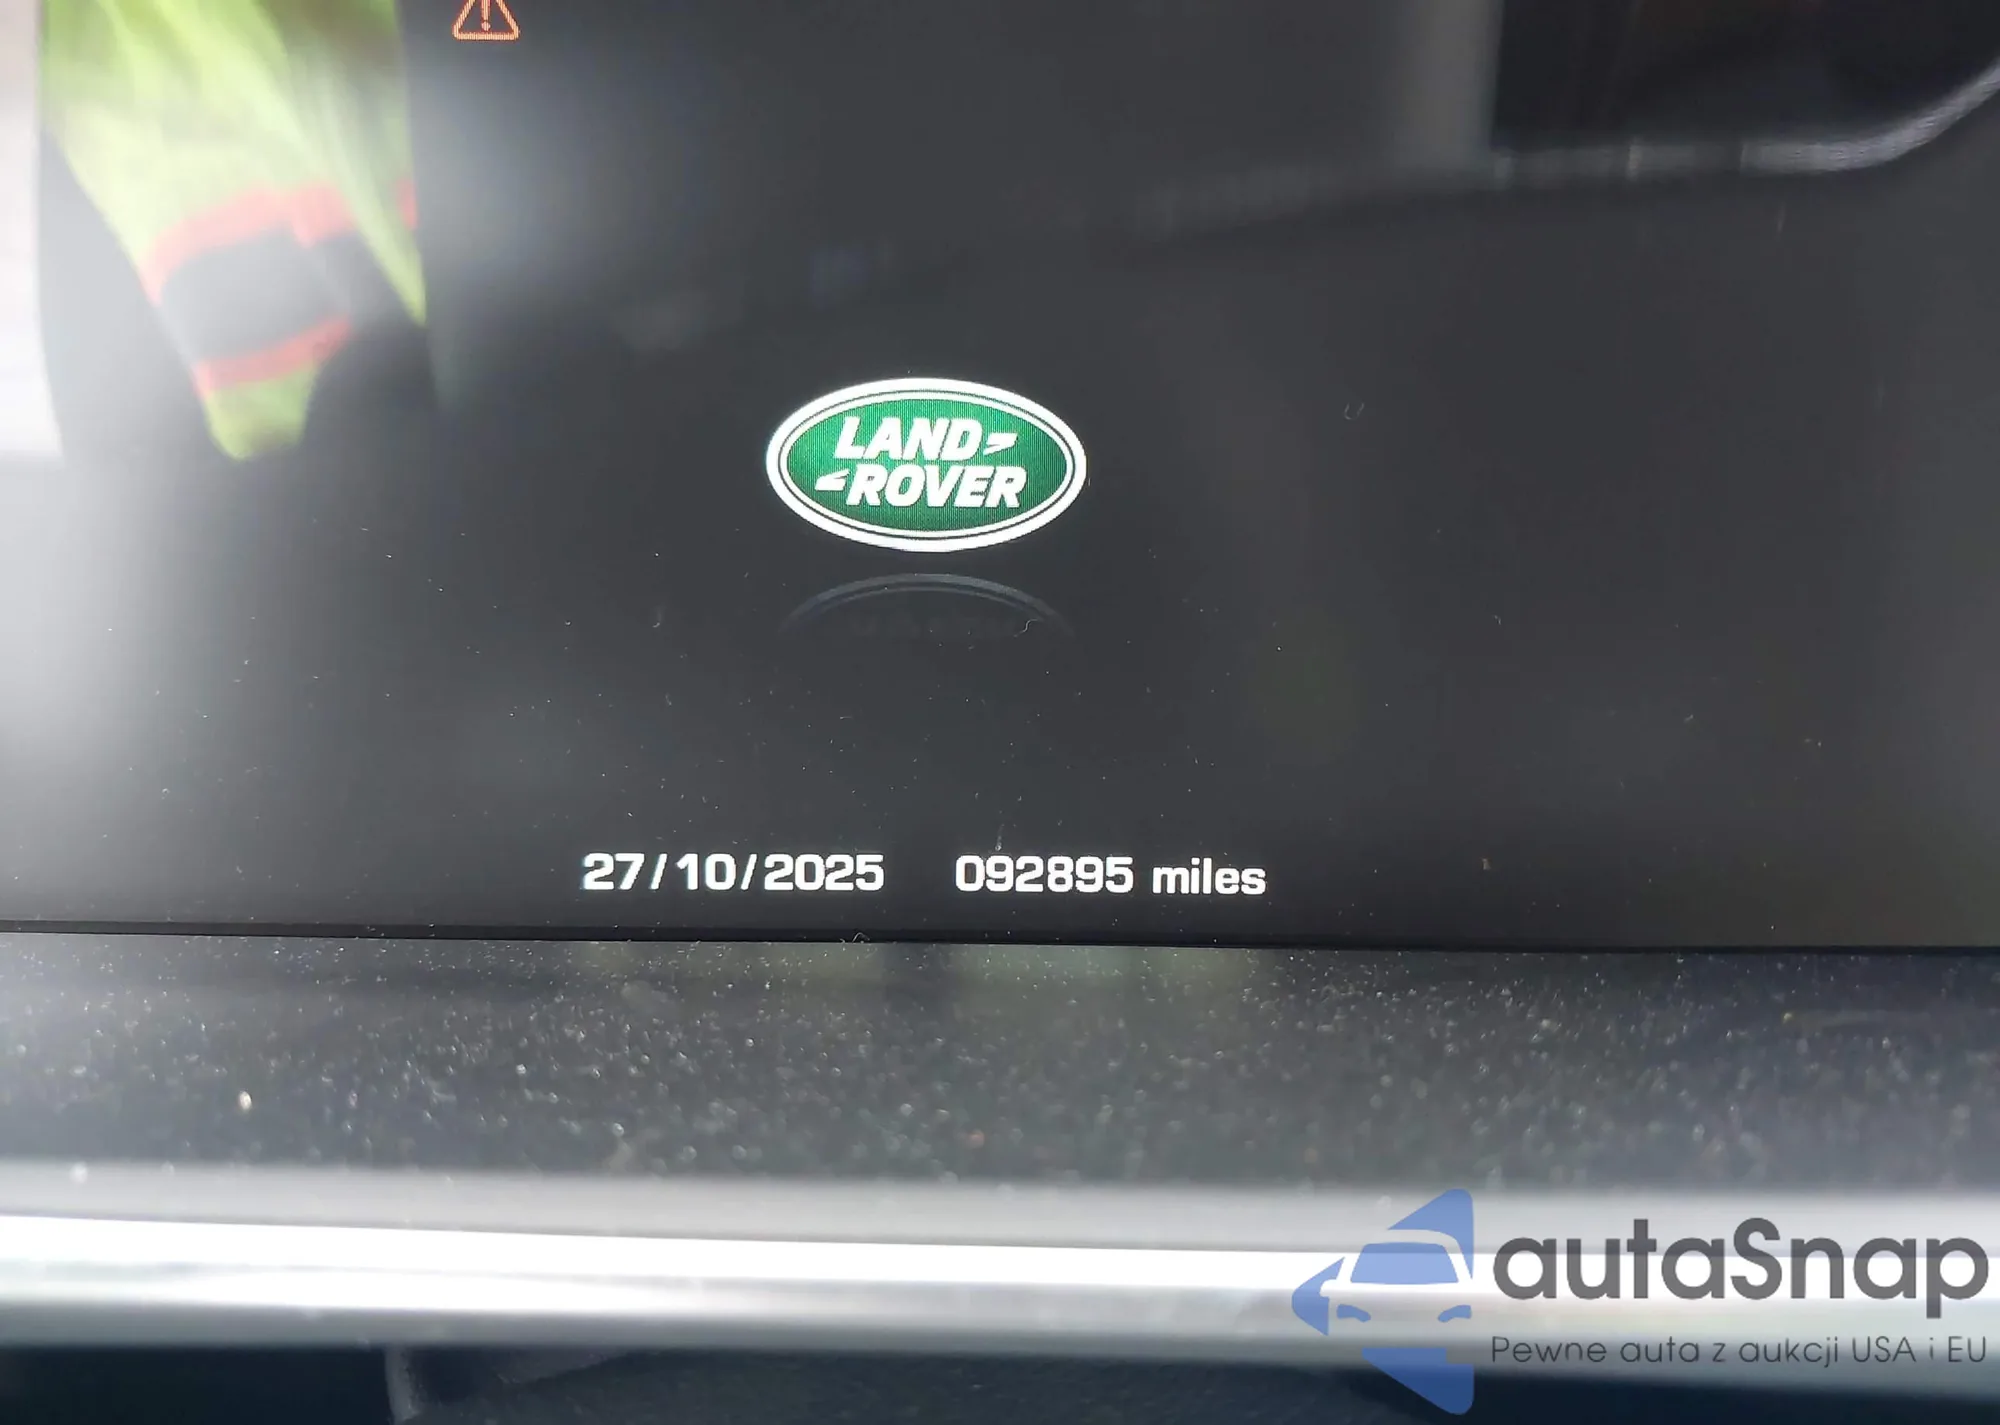 LAND
ROVER
27/10/2025 092895 miles
autaSnap
Pewne auta z aukcji USA i EU